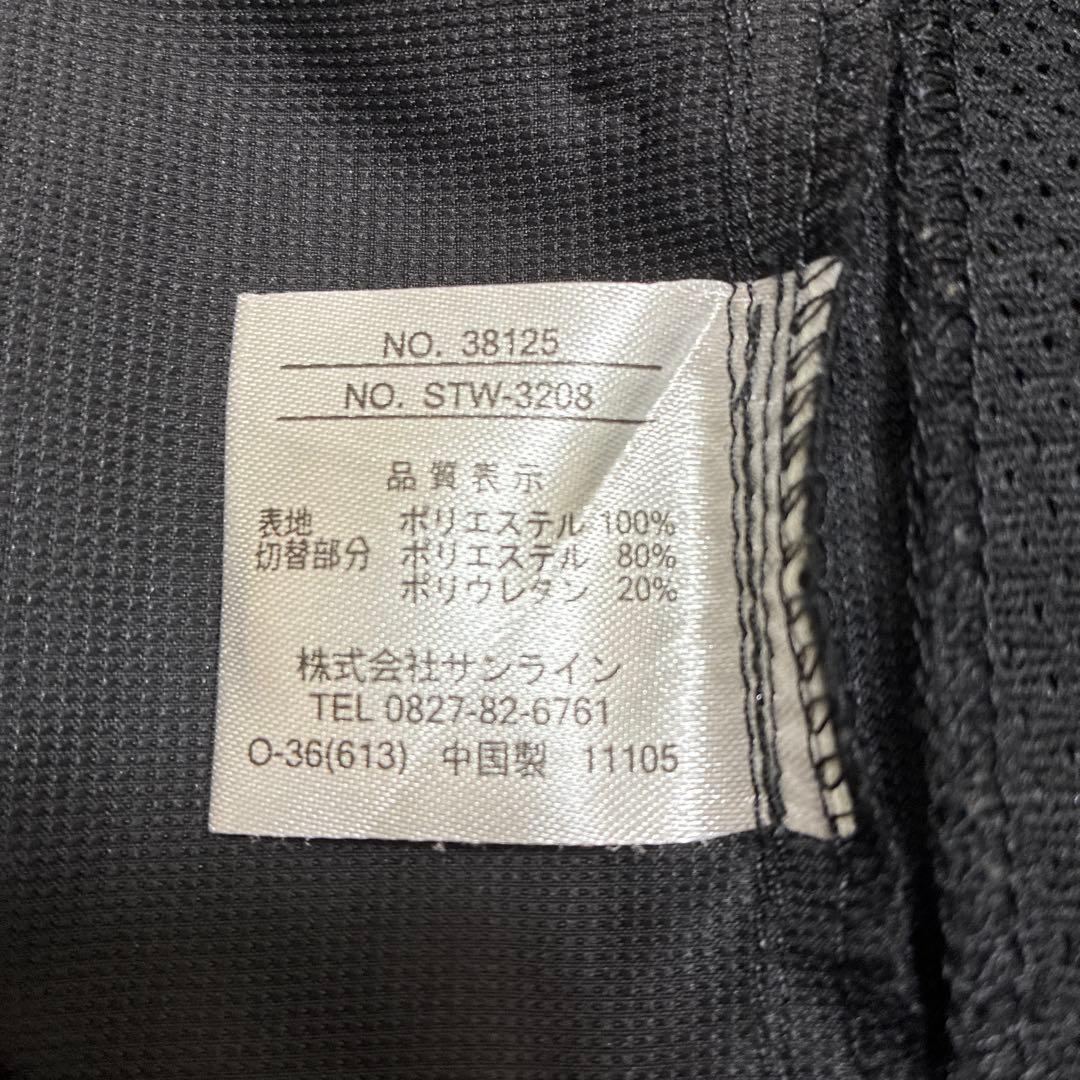 NO. 38125
NO. STW-3208
品質表示
表地 ポリエステル 100%
切替部分 ポリエステル 80%
ポリウレタン 20%
株式会社サンライン
TEL 0827-82-6761
O-36(613) 中国製 11105